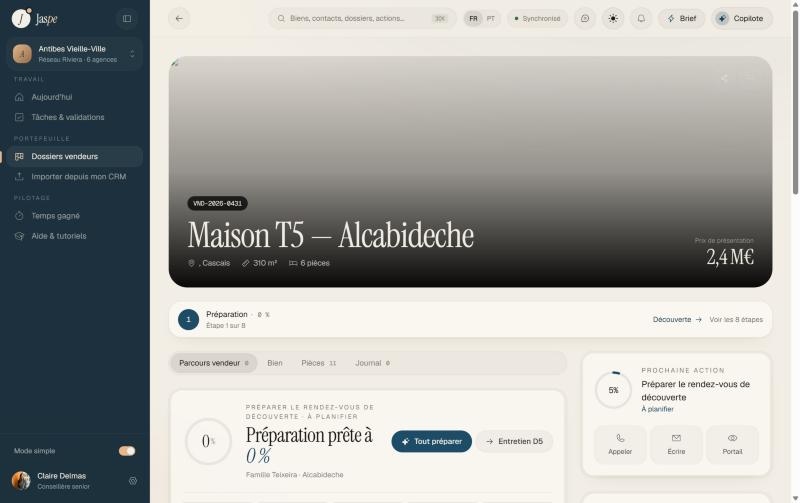 J Jaspe
Biens, contacts, dossiers, actions...
FR PT
Synchronisé
Brief
Copilote
A
Antibes Vieille-Ville
Réseau Riviera · 6 agences
TRAVAIL
Aujourd'hui
Tâches & validations
PORTEFEUILLE
Dossiers vendeurs
Importer depuis mon CRM
PILOTAGE
Temps gagné
Aide & tutoriels
Mode simple
Claire Delmas
Conseillère senior
VND-2026-0431
Maison T5 — Alcabideche
, Cascais 310 m² 6 pièces
Prix de présentation
2,4 M€
1
Préparation · 0 %
Étape 1 sur 8
Découverte →
Voir les 8 étapes
Parcours vendeur 0 Bien Pièces 11 Journal 0
0%
PRÉPARER LE RENDEZ-VOUS DE
DÉCOUVERTE · À PLANIFIER
Préparation prête à
0 %
Famille Teixeira · Alcabideche
Tout préparer
→ Entretien D5
5%
PROCHAINE ACTION
Préparer le rendez-vous de
découverte
À planifier
Appeler
Écrire
Portail